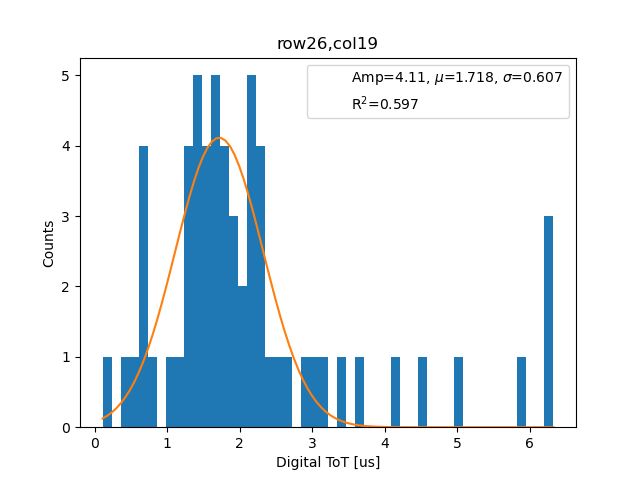 row26,col19
Amp=4.11, μ=1.718, σ=0.607
R²=0.597
Counts
5
4
3
2
1
0
0 1 2 3 4 5 6
Digital ToT [us]